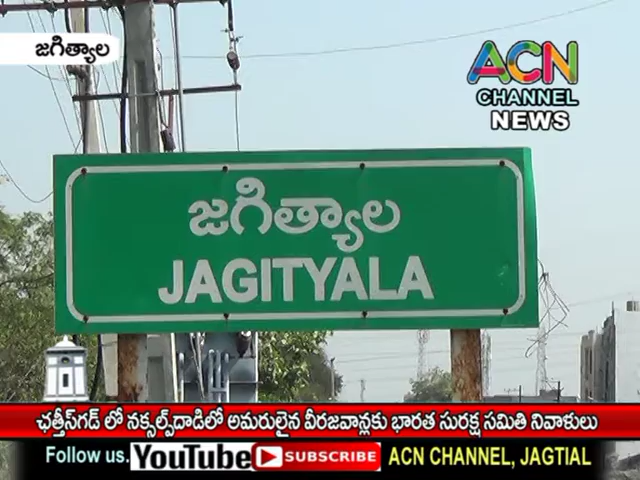 జగిత్యాల
ACN
CHANNEL
NEWS
జగిత్యాల
JAGITYALA
ఛత్తీస్‌గడ్ లో నక్సల్స్‌దాడిలో అమరులైన వీరజవాన్లకు భారత సురక్ష సమితి నివాళులు
Follow us. YouTube SUBSCRIBE ACN CHANNEL, JAGTIAL